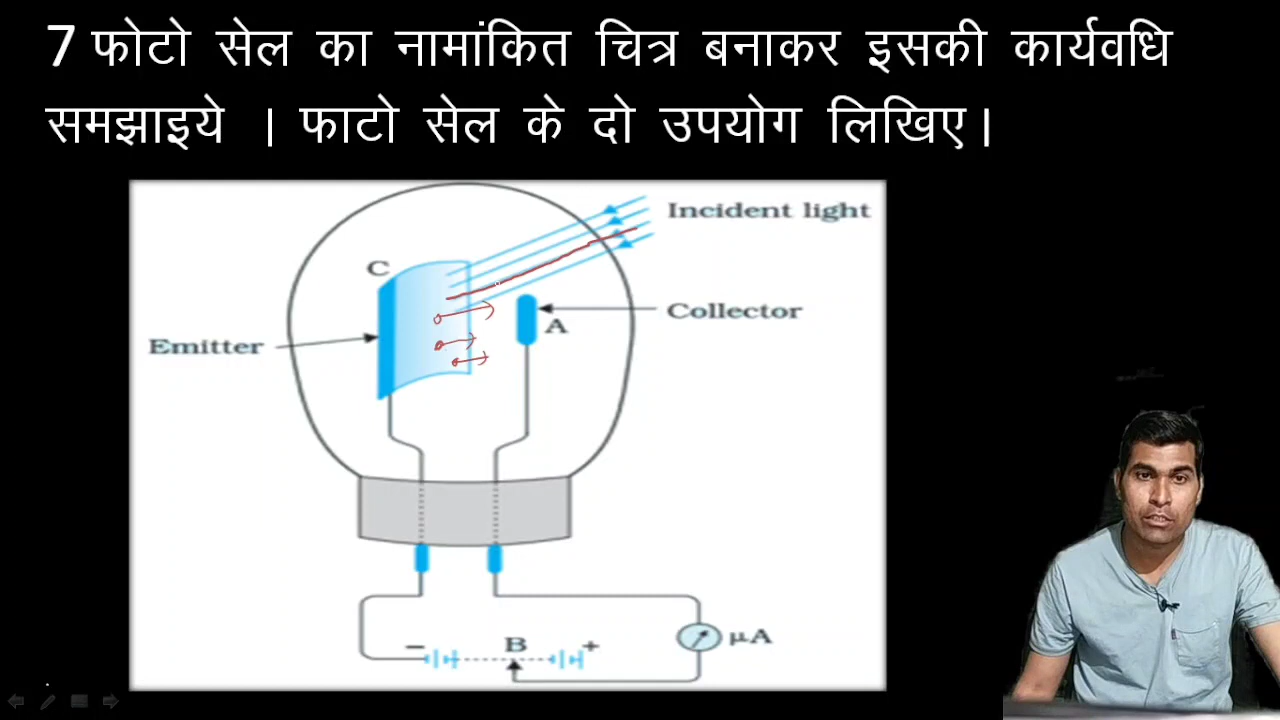 7 फोटो सेल का नामांकित चित्र बनाकर इसकी कार्यवधि
समझाइये । फाटो सेल के दो उपयोग लिखिए।
Incident light
C
Collector
A
Emitter
− B +
μA